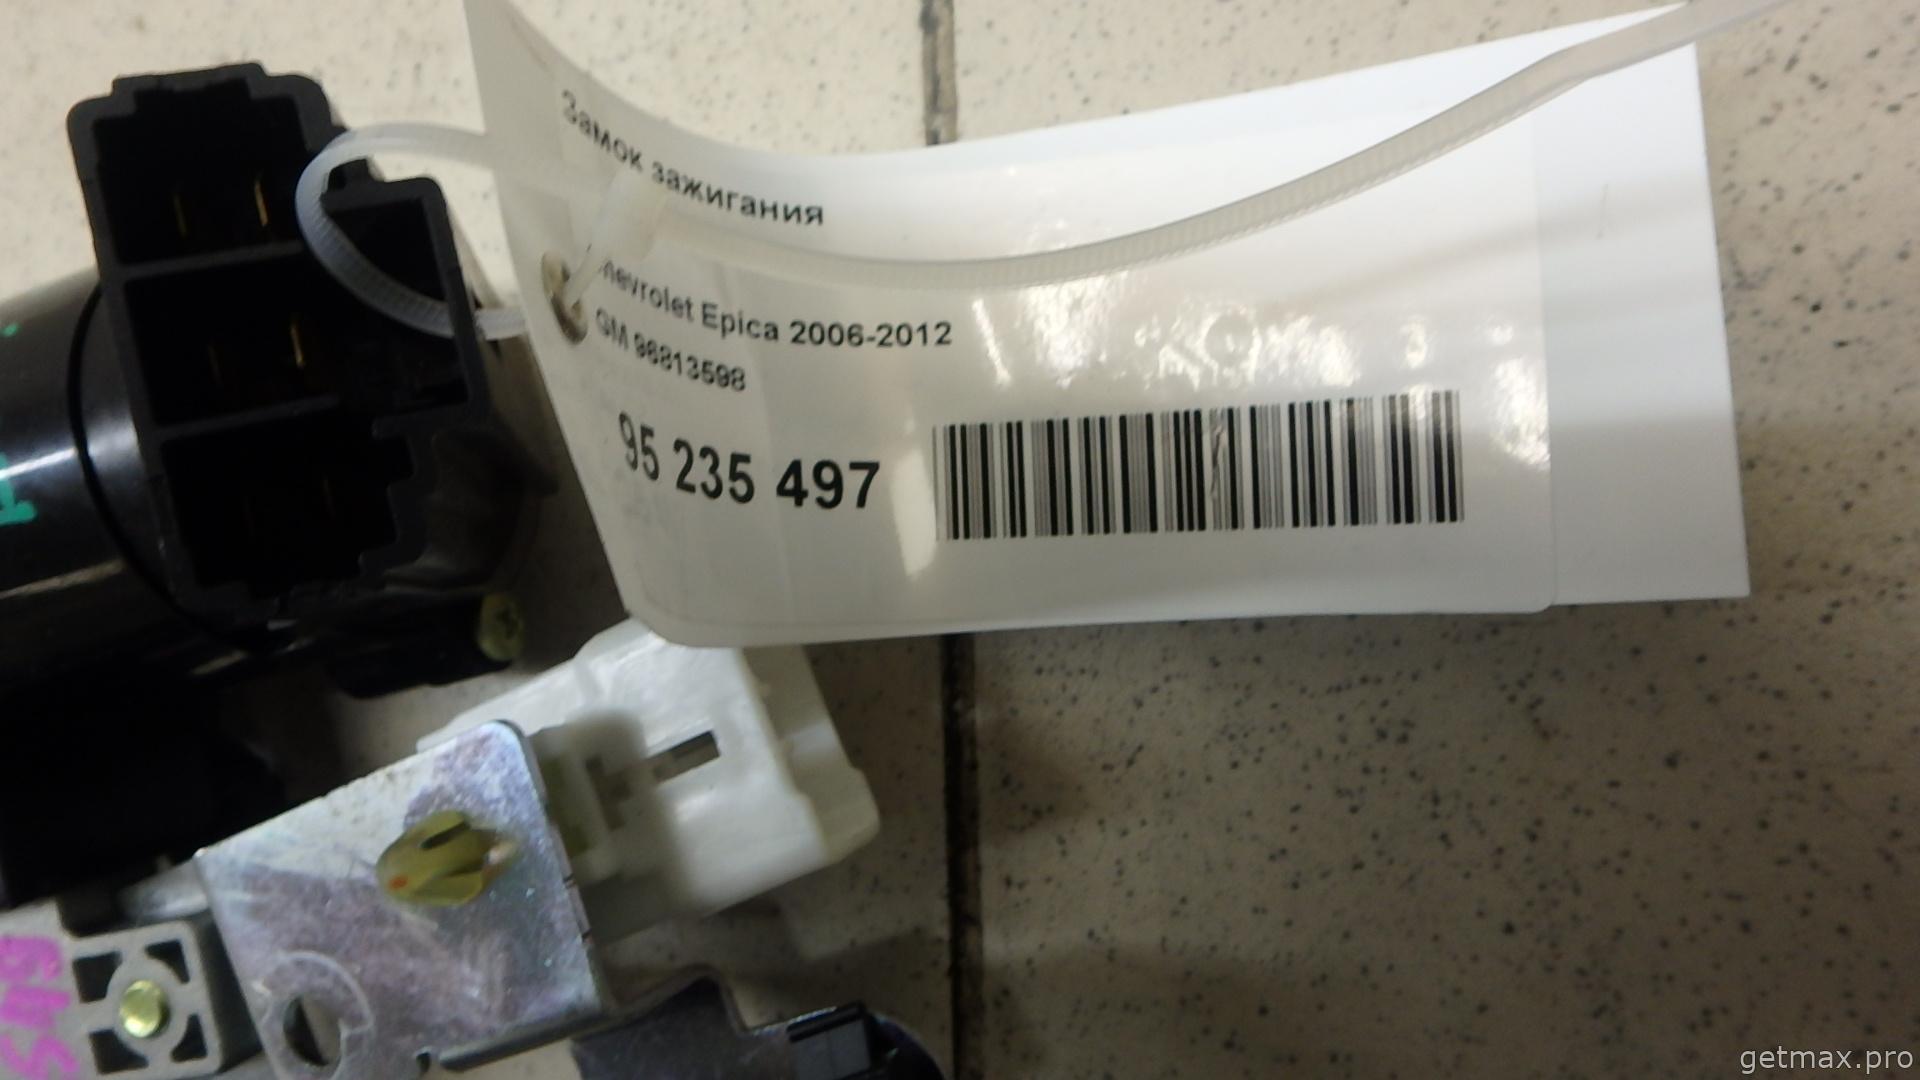 Замок зажигания
hevrolet Epica 2006-2012
GM 96813598
95 235 497
getmax.pro